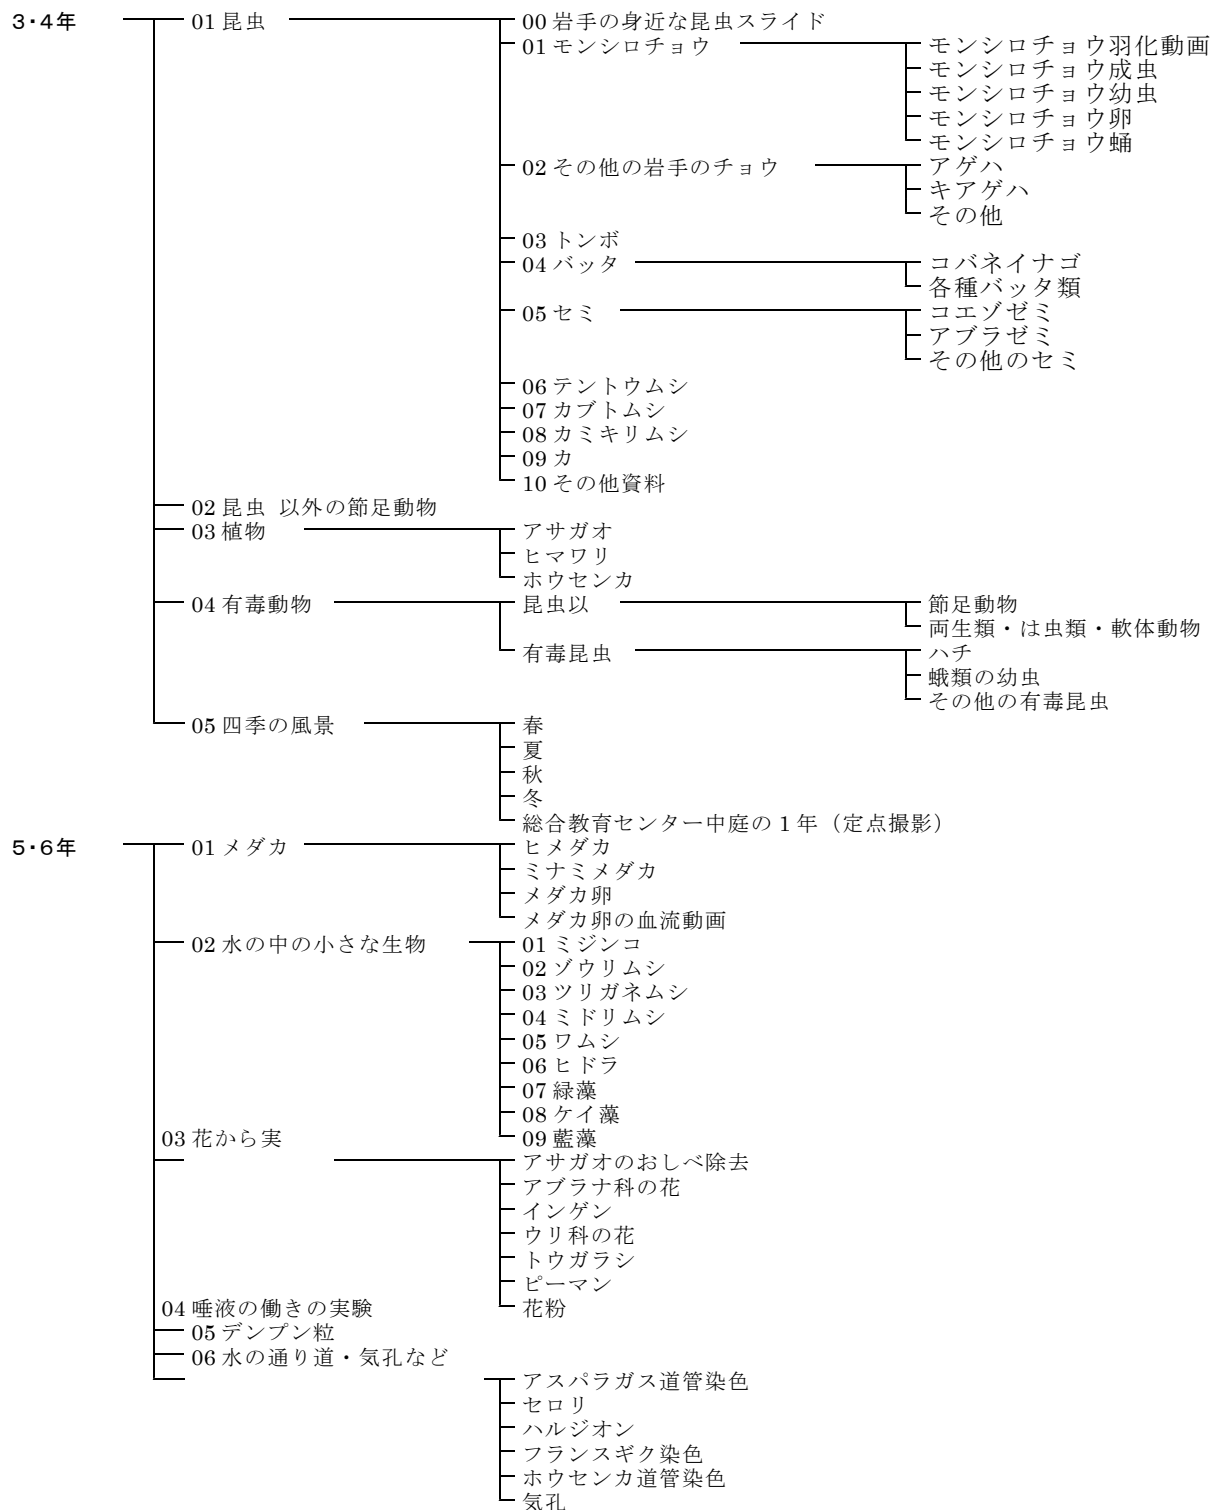 3・4年 01 昆虫 00 岩手の身近な昆虫スライド
01 モンシロチョウ モンシロチョウ羽化動画
モンシロチョウ成虫
モンシロチョウ幼虫
モンシロチョウ卵
モンシロチョウ蛹
02 その他の岩手のチョウ アゲハ
キアゲハ
その他
03 トンボ
04 バッタ コバネイナゴ
各種バッタ類
05 セミ コエゾゼミ
アブラゼミ
その他のセミ
06 テントウムシ
07 カブトムシ
08 カミキリムシ
09 カ
10 その他資料
02 昆虫 以外の節足動物
03 植物 アサガオ
ヒマワリ
ホウセンカ
04 有毒動物 昆虫以 節足動物
両生類・は虫類・軟体動物
有毒昆虫 ハチ
蛾類の幼虫
その他の有毒昆虫
05 四季の風景 春
夏
秋
冬
総合教育センター中庭の1年（定点撮影）
5・6年 01 メダカ ヒメダカ
ミナミメダカ
メダカ卵
メダカ卵の血流動画
02 水の中の小さな生物 01 ミジンコ
02 ゾウリムシ
03 ツリガネムシ
04 ミドリムシ
05 ワムシ
06 ヒドラ
07 緑藻
08 ケイ藻
03 花から実 09 藍藻
アサガオのおしべ除去
アブラナ科の花
インゲン
ウリ科の花
トウガラシ
ピーマン
04 唾液の働きの実験 花粉
05 デンプン粒
06 水の通り道・気孔など
アスパラガス道管染色
セロリ
ハルジオン
フランスギク染色
ホウセンカ道管染色
気孔